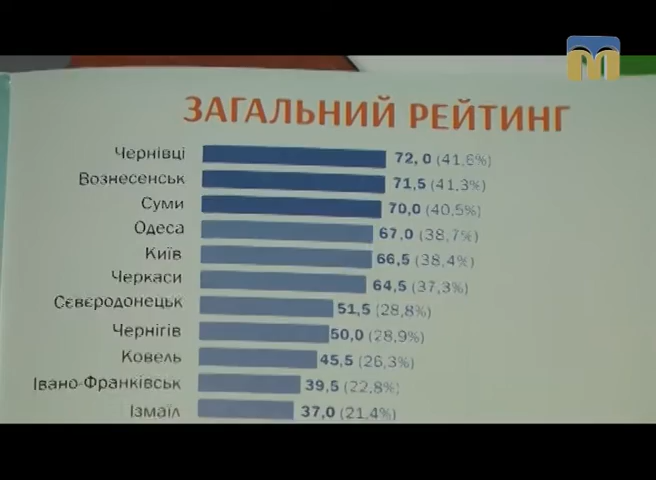 ЗАГАЛЬНИЙ РЕЙТИНГ
Чернівці 72,0 (41,6%)
Вознесенськ 71,5 (41,3%)
Суми 70,0 (40,5%)
Одеса 67,0 (38,7%)
Київ 66,5 (38,4%)
Черкаси 64,5 (37,3%)
Сєвєродонецьк 51,5 (28,8%)
Чернігів 50,0 (28,9%)
Ковель 45,5 (26,3%)
Івано-Франківськ 39,5 (22,8%)
Ізмаїл 37,0 (21,4%)